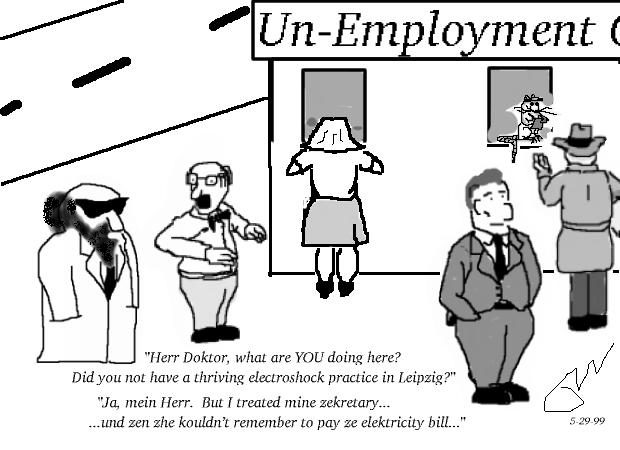 Un-Employment
"Herr Doktor, what are YOU doing here?
Did you not have a thriving electroshock practice in Leipzig?"
"Ja, mein Herr.  But I treated mine zekretary...
...und zen zhe kouldn't remember to pay ze elektricity bill..."
5-29-99